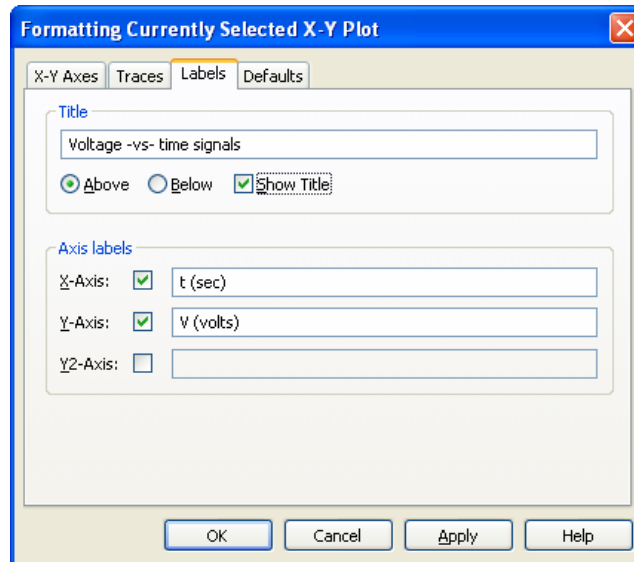 Formatting Currently Selected X-Y Plot
X-Y Axes Traces Labels Defaults
Title
Voltage -vs- time signals
Above Below Show Title
Axis labels
X-Axis: t (sec)
Y-Axis: V (volts)
Y2-Axis:
OK Cancel Apply Help